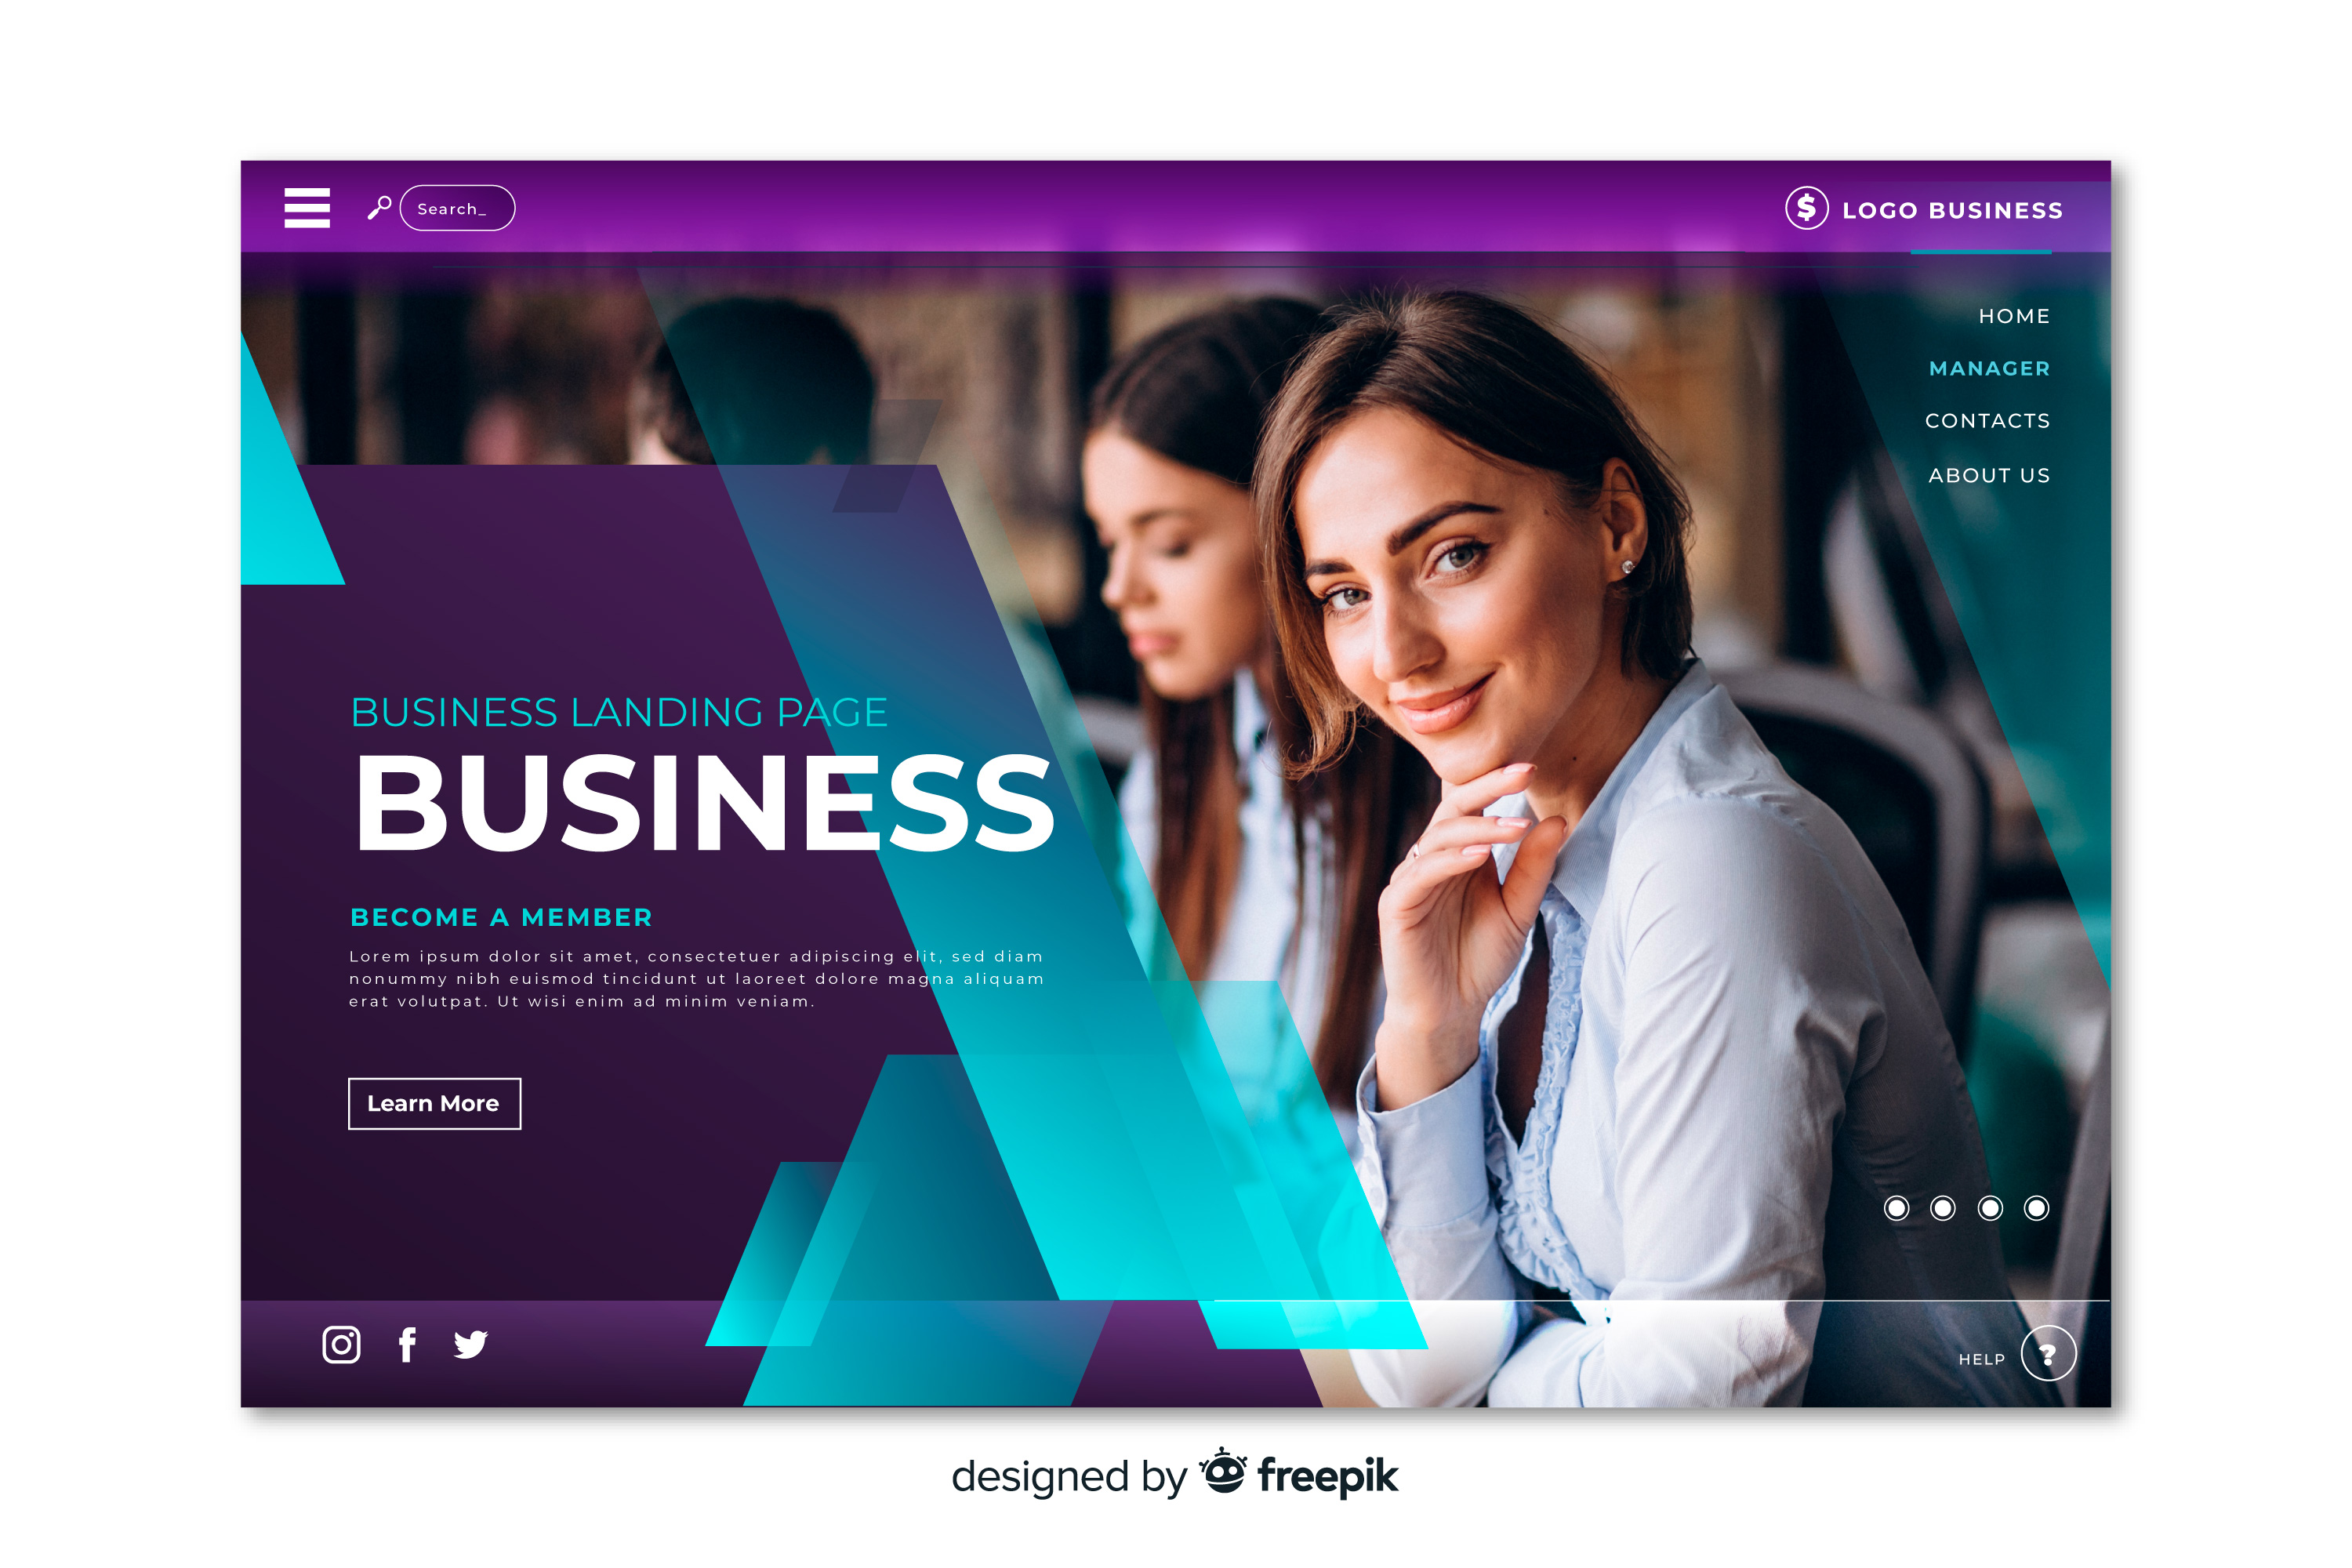 Search_
$ LOGO BUSINESS
HOME
MANAGER
CONTACTS
ABOUT US
BUSINESS LANDING PAGE
BUSINESS
BECOME A MEMBER
Lorem ipsum dolor sit amet, consectetuer adipiscing elit, sed diam
nonummy nibh euismod tincidunt ut laoreet dolore magna aliquam
erat volutpat. Ut wisi enim ad minim veniam.
Learn More
f
HELP ?
designed by freepik